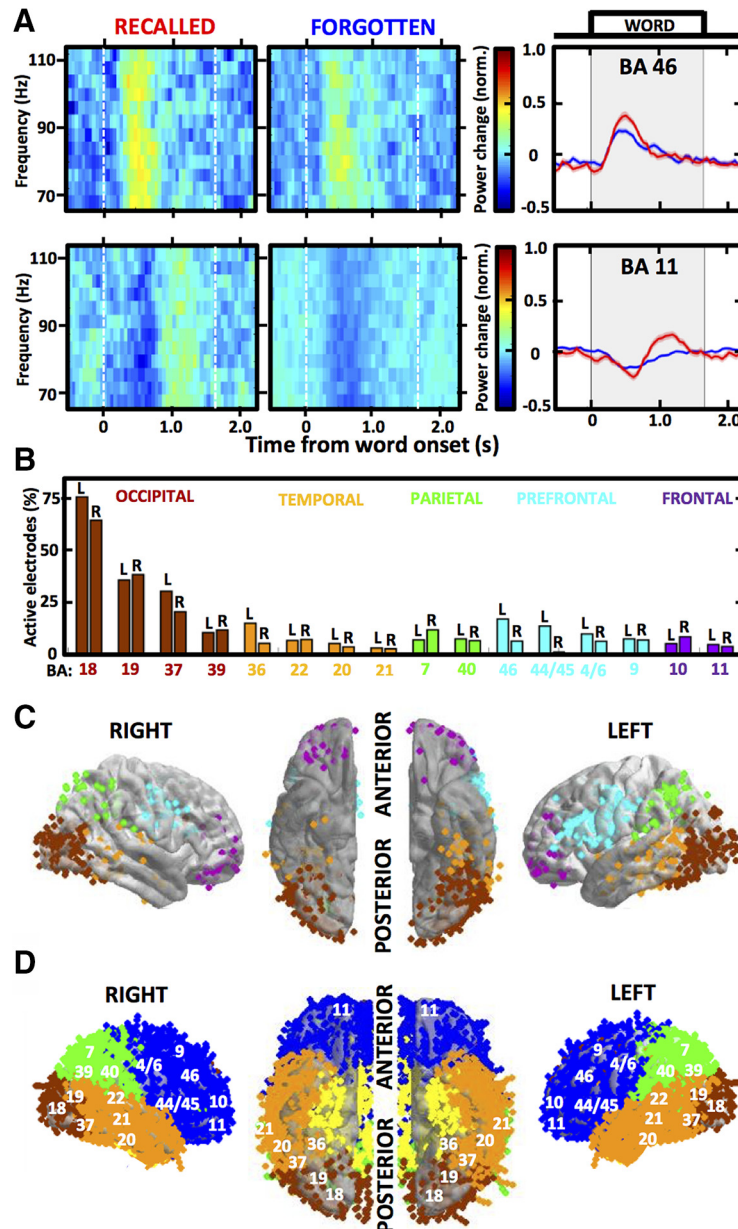 A
RECALLED
FORGOTTEN
WORD
Frequency (Hz)
110
90
70
Power change (norm.)
1.0
0.5
0
-0.5
BA 46
Frequency (Hz)
110
90
70
0 1.0 2.0
0 1.0 2.0
Power change (norm.)
1.0
0.5
0
-0.5
BA 11
0 1.0 2.0
Time from word onset (s)
B
Active electrodes (%)
75
50
25
0
OCCIPITAL TEMPORAL PARIETAL PREFRONTAL FRONTAL
L R L R L R L R L R L R L R L R L R L R L R L R L R L R L R L R
BA: 18 19 37 39 36 22 20 21 7 40 46 44/45 4/6 9 10 11
C
RIGHT
POSTERIOR ANTERIOR
LEFT
D
RIGHT
7 9
39 40 4/6 46
19 22 44/45 10
18 37 21 11
20
11
21 20 36
37
19
18
POSTERIOR ANTERIOR
11
36 20 21
37
19
18
LEFT
9 7
46 4/6 40 39
10 44/45 22 19 18
11 21 37
20